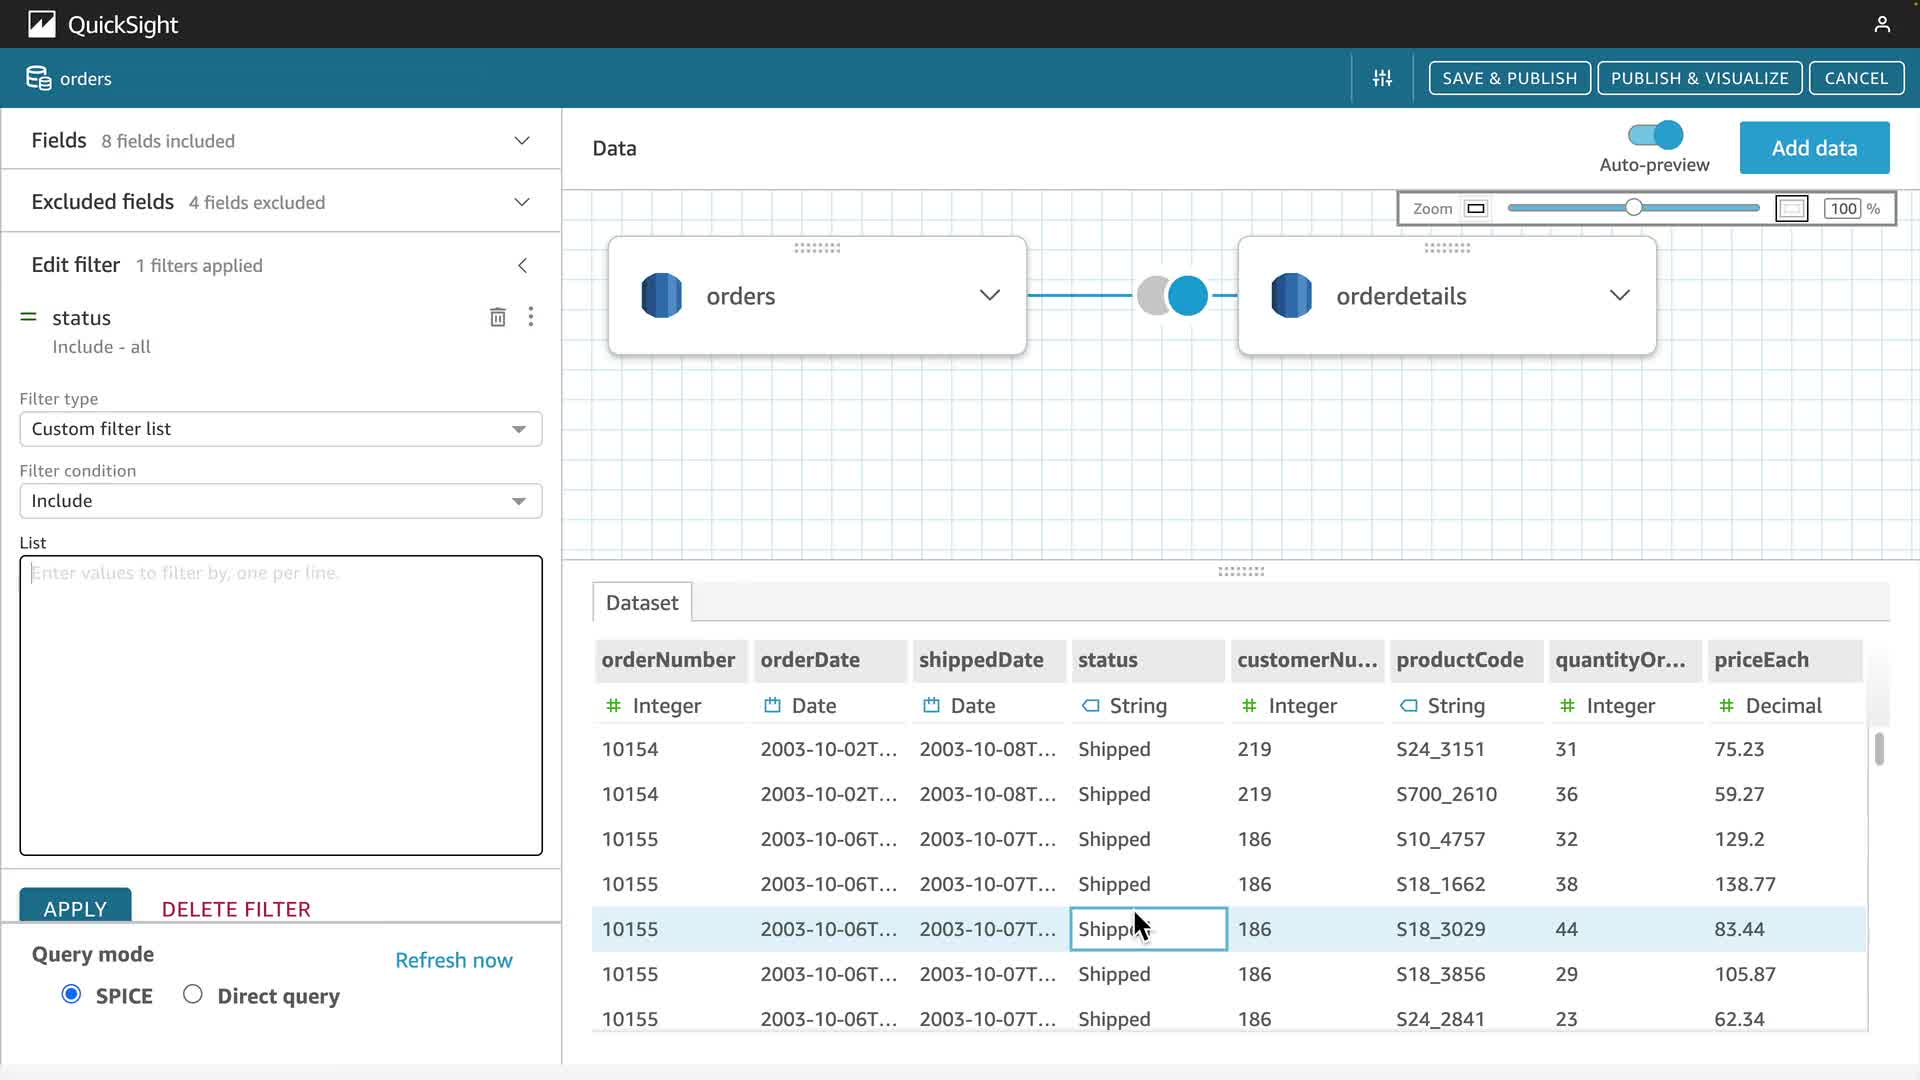 QuickSight
orders
SAVE & PUBLISH
PUBLISH & VISUALIZE
CANCEL
Fields 8 fields included
Excluded fields 4 fields excluded
Edit filter 1 filters applied
status
Include - all
Filter type
Custom filter list
Filter condition
Include
List
Enter values to filter by, one per line.
APPLY
DELETE FILTER
Query mode
Refresh now
SPICE
Direct query
Data
Auto-preview
Add data
Zoom 100 %
orders
orderdetails
Dataset
orderNumber orderDate shippedDate status customerNu... productCode quantityOr... priceEach
# Integer Date Date String # Integer String # Integer # Decimal
10154 2003-10-02T... 2003-10-08T... Shipped 219 S24_3151 31 75.23
10154 2003-10-02T... 2003-10-08T... Shipped 219 S700_2610 36 59.27
10155 2003-10-06T... 2003-10-07T... Shipped 186 S10_4757 32 129.2
10155 2003-10-06T... 2003-10-07T... Shipped 186 S18_1662 38 138.77
10155 2003-10-06T... 2003-10-07T... Shipped 186 S18_3029 44 83.44
10155 2003-10-06T... 2003-10-07T... Shipped 186 S18_3856 29 105.87
10155 2003-10-06T... 2003-10-07T... Shipped 186 S24_2841 23 62.34